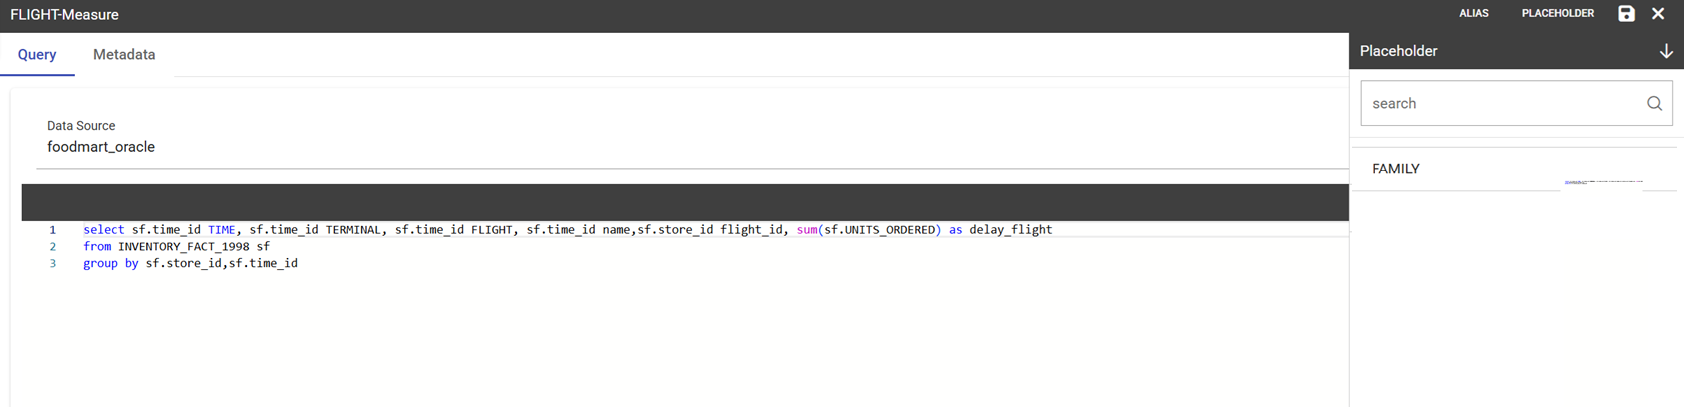 FLIGHT-Measure
ALIAS PLACEHOLDER
Query Metadata
Placeholder
search
Data Source
foodmart_oracle
FAMILY
1 select sf.time_id TIME, sf.time_id TERMINAL, sf.time_id FLIGHT, sf.time_id name,sf.store_id flight_id, sum(sf.UNITS_ORDERED) as delay_flight
2 from INVENTORY_FACT_1998 sf
3 group by sf.store_id,sf.time_id